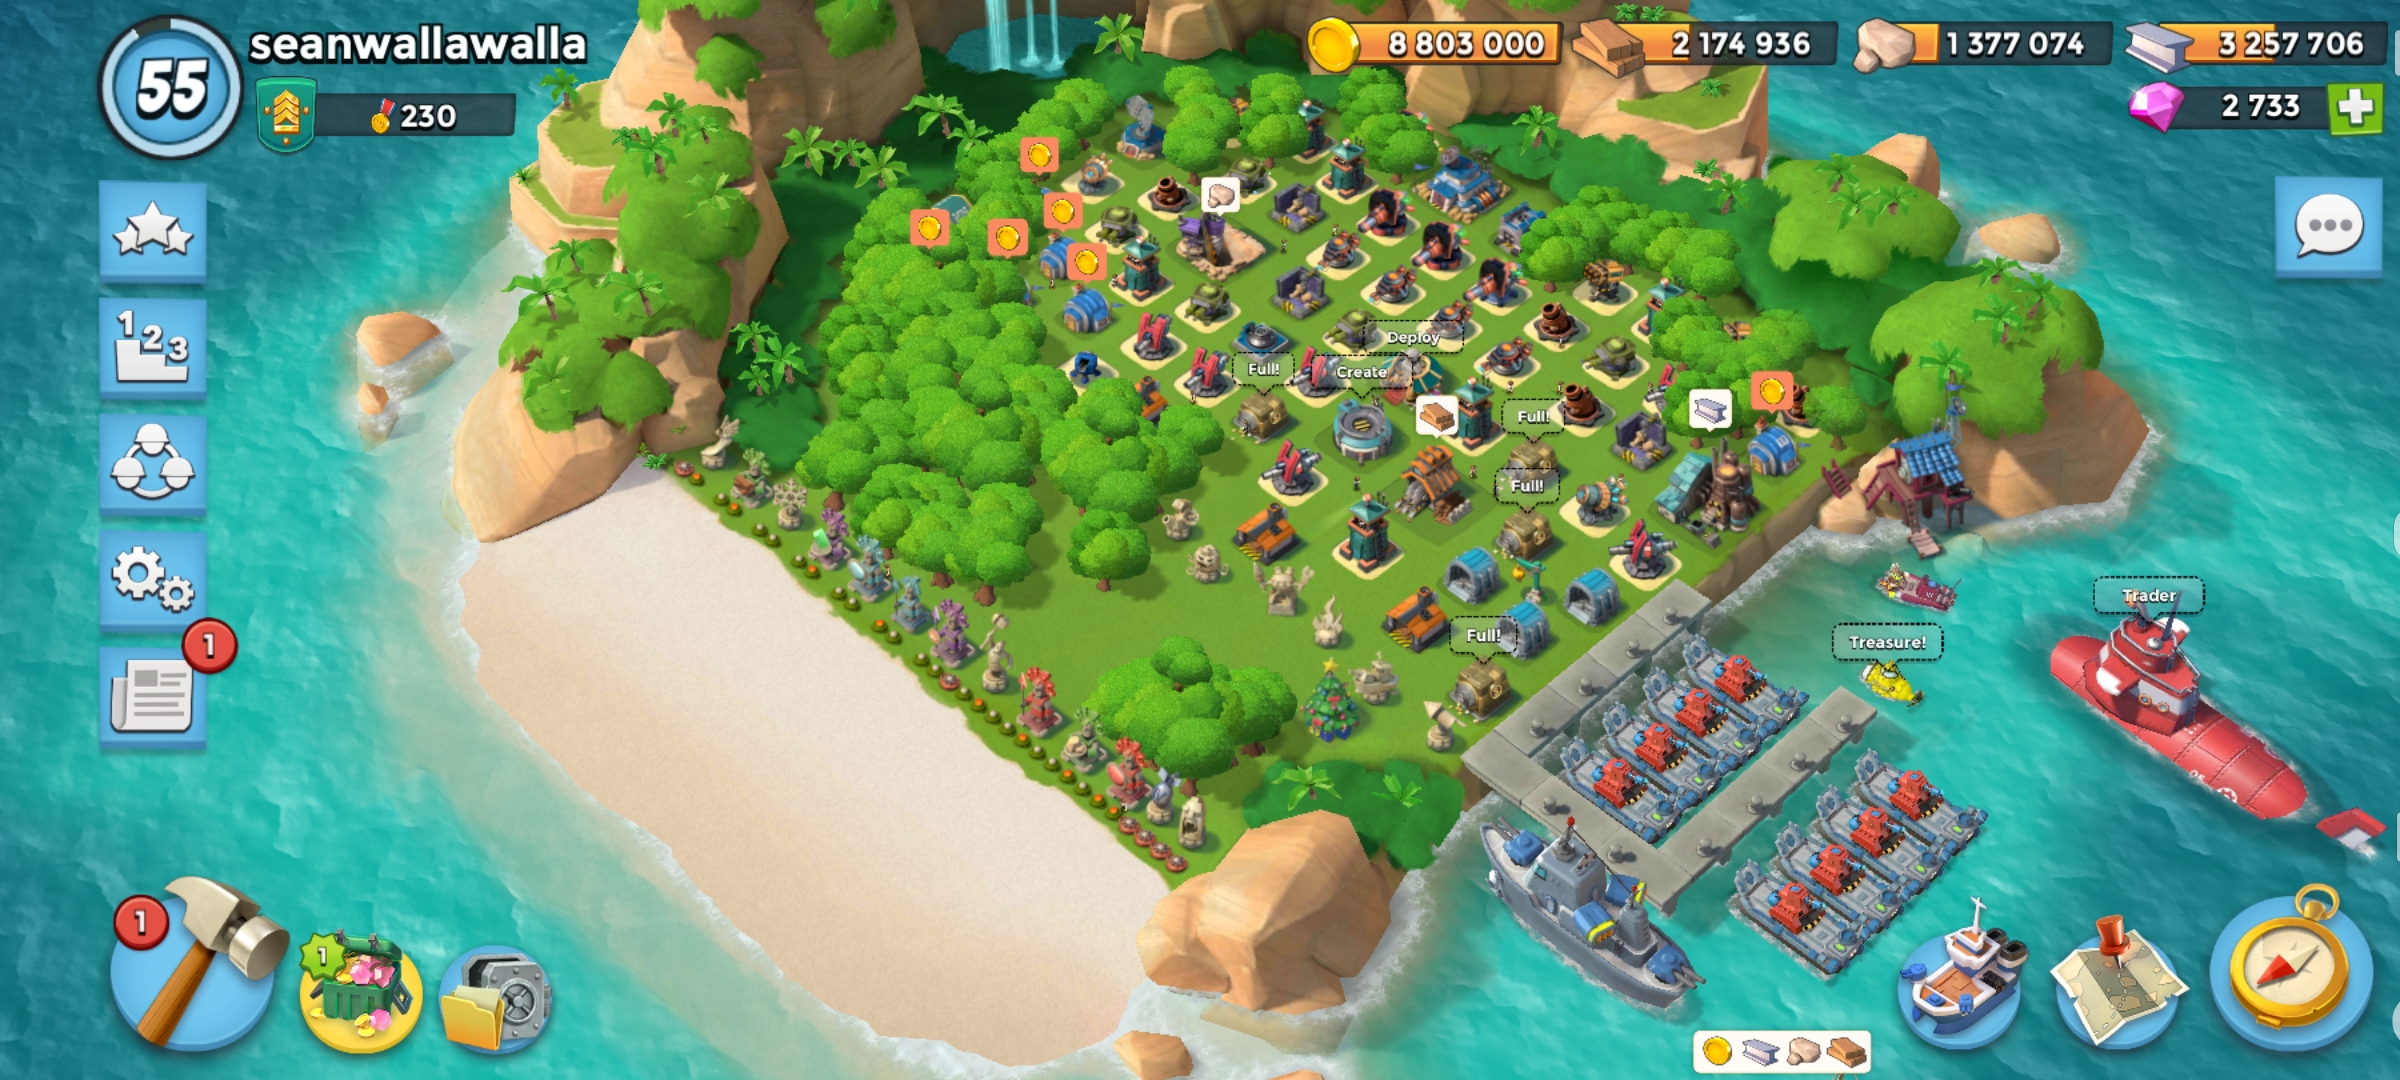 55
seanwallawalla
230
8 803 000
2 174 936
1 377 074
3 257 706
2 733
1 2 3
Deploy
Full!
Create
Full!
Full!
Full!
Trader
Treasure!
1
1
1